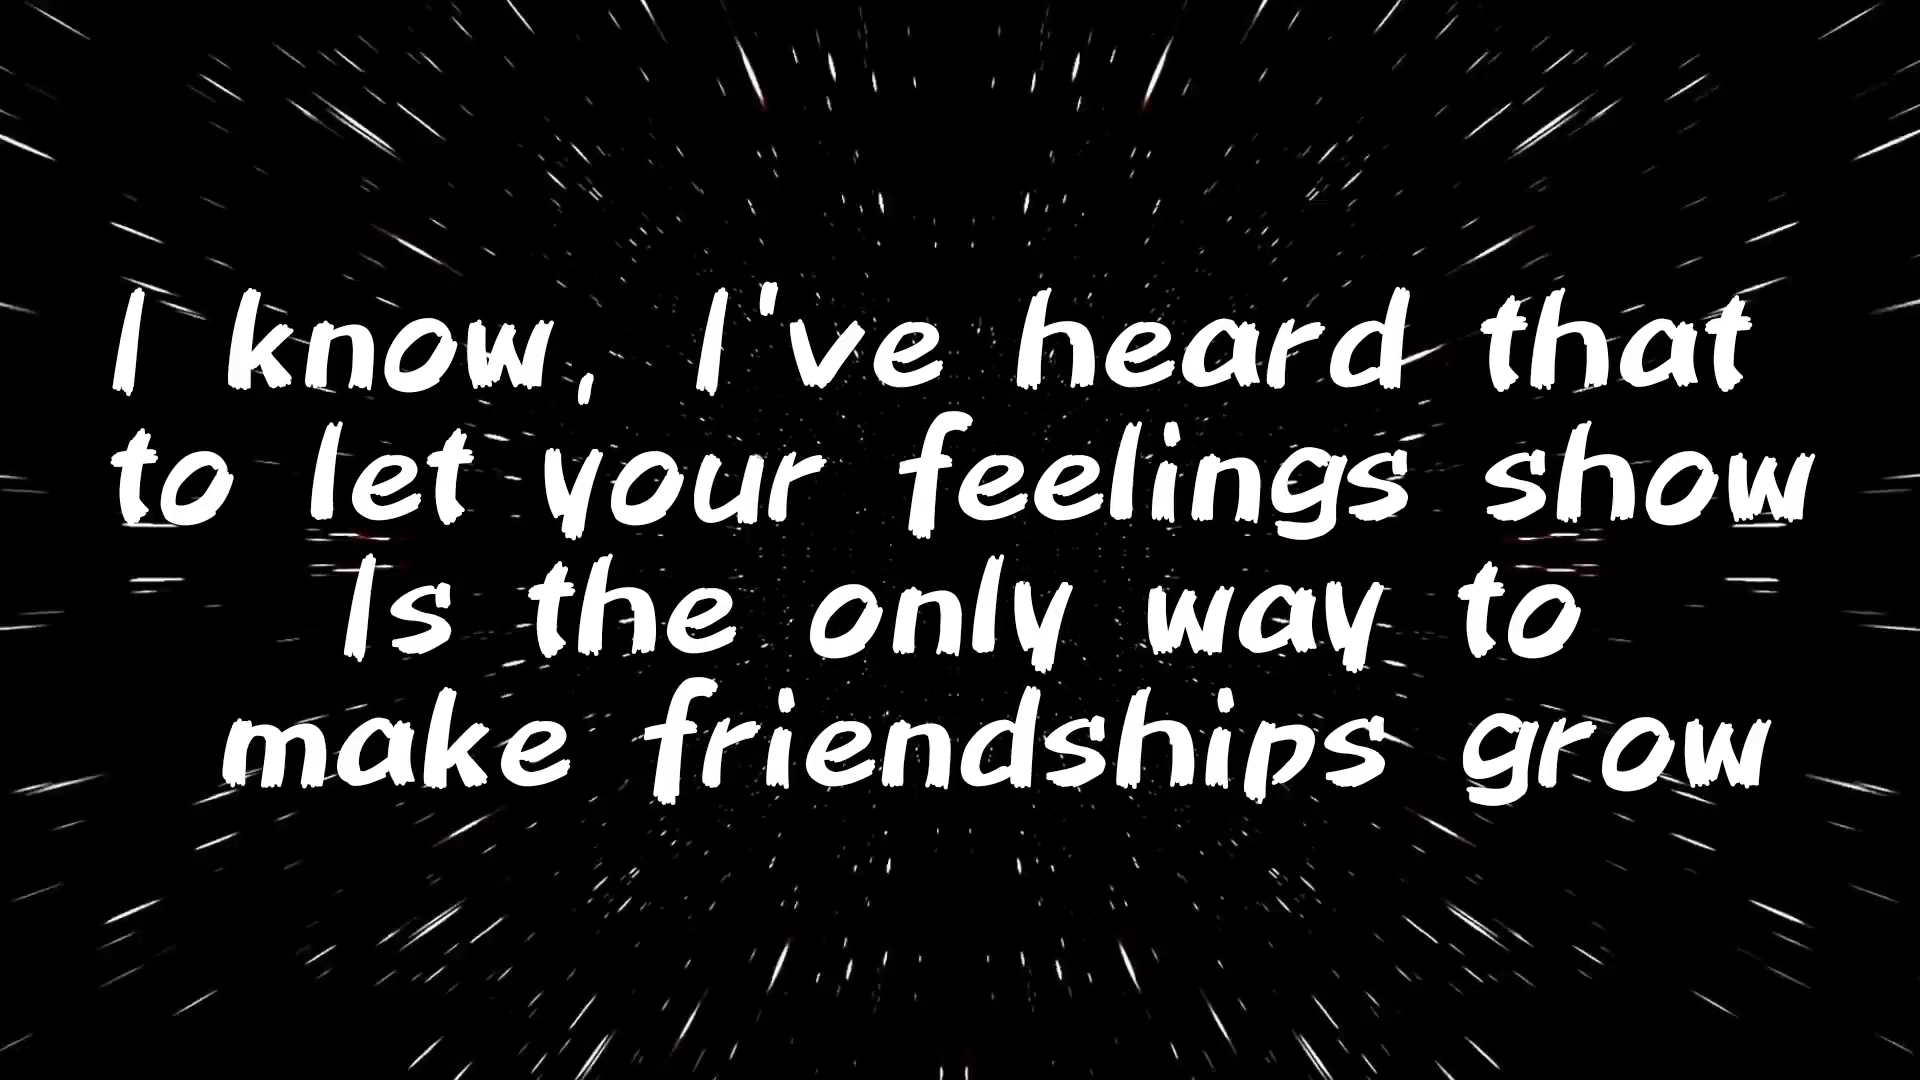 I know, I've heard that
to let your feelings show
Is the only way to
make friendships grow